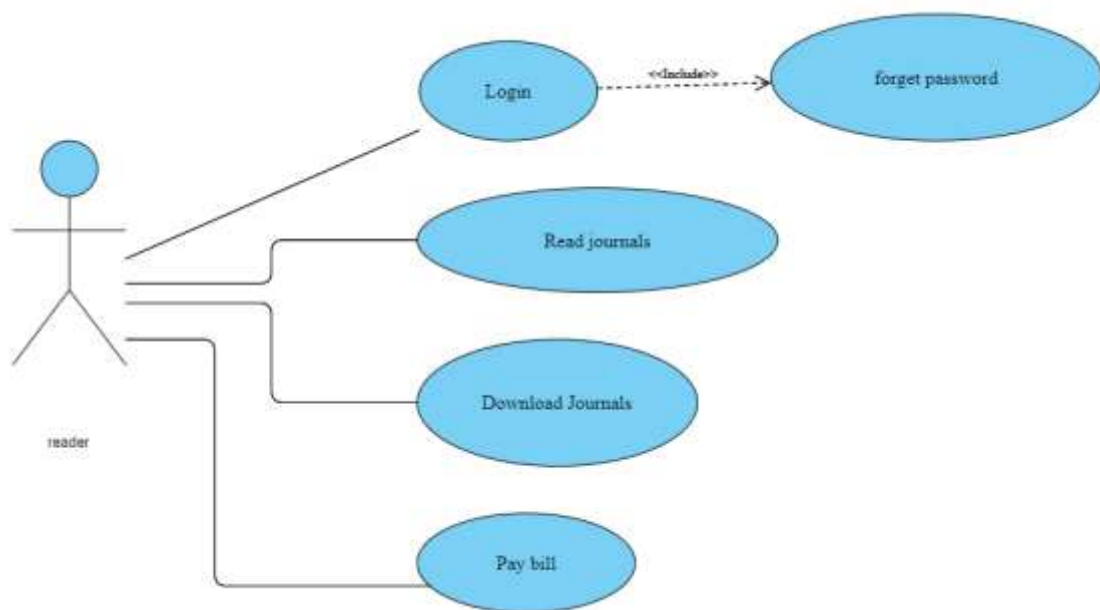 Login
<<Include>>
forget password
Read journals
Download Journals
reader
Pay bill